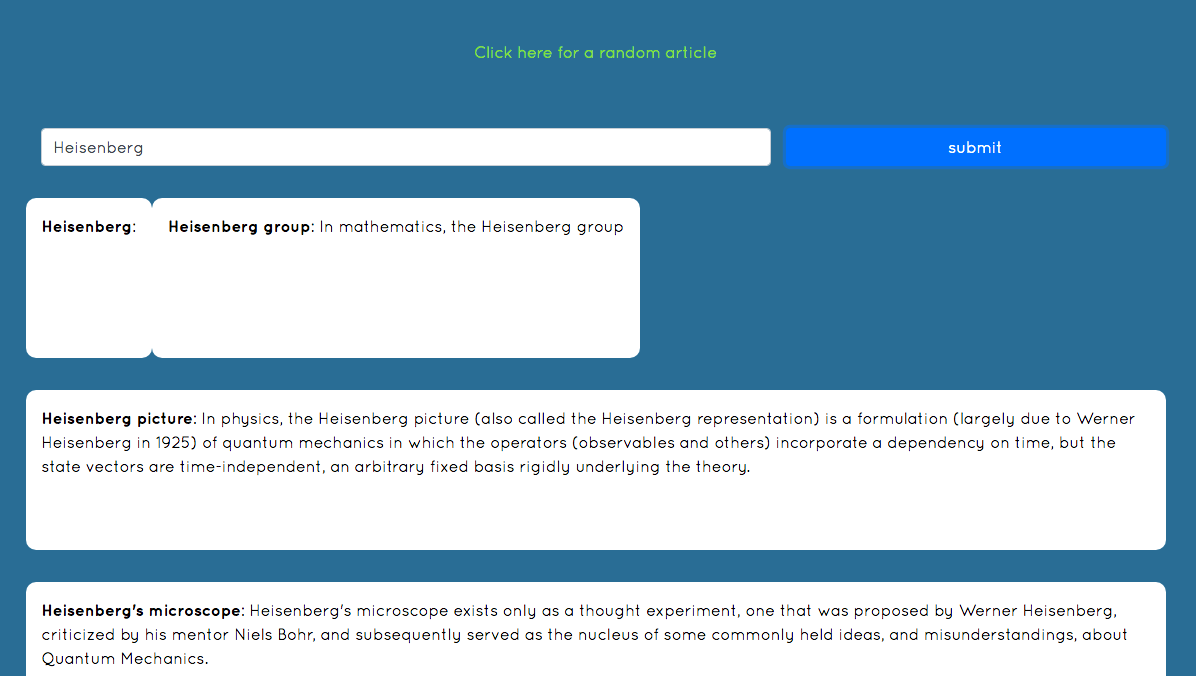 Click here for a random article
Heisenberg
submit
Heisenberg:
Heisenberg group: In mathematics, the Heisenberg group
Heisenberg picture: In physics, the Heisenberg picture (also called the Heisenberg representation) is a formulation (largely due to Werner
Heisenberg in 1925) of quantum mechanics in which the operators (observables and others) incorporate a dependency on time, but the
state vectors are time-independent, an arbitrary fixed basis rigidly underlying the theory.
Heisenberg's microscope: Heisenberg's microscope exists only as a thought experiment, one that was proposed by Werner Heisenberg,
criticized by his mentor Niels Bohr, and subsequently served as the nucleus of some commonly held ideas, and misunderstandings, about
Quantum Mechanics.